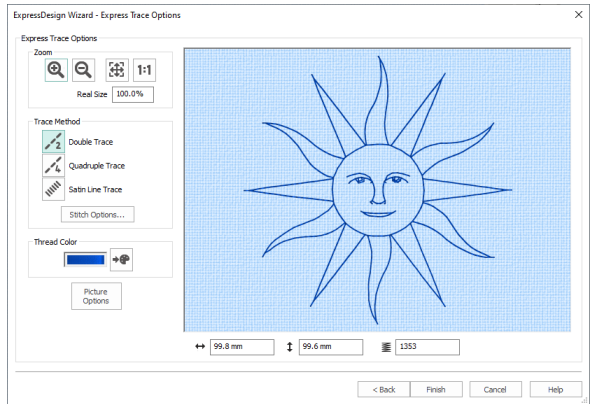 ExpressDesign Wizard - Express Trace Options
Express Trace Options
Zoom
1:1
Real Size 100.0%
Trace Method
2 Double Trace
4 Quadruple Trace
Satin Line Trace
Stitch Options...
Thread Color
Picture
Options
99.8 mm 99.6 mm 1353
< Back Finish Cancel Help